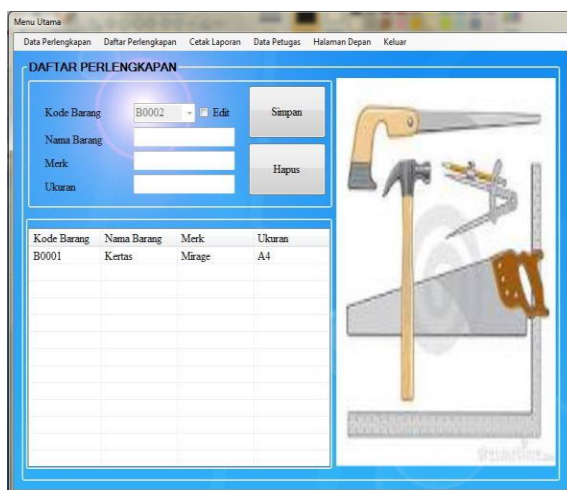 Menu Utama
Data Perlengkapan Daftar Perlengkapan Cetak Laporan Data Petugas Halaman Depan Keluar
DAFTAR PERLENGKAPAN
Kode Barang B0002 Edit Simpan
Nama Barang
Merk Hapus
Ukuran
Kode Barang Nama Barang Merk Ukuran
B0001 Kertas Mirage A4